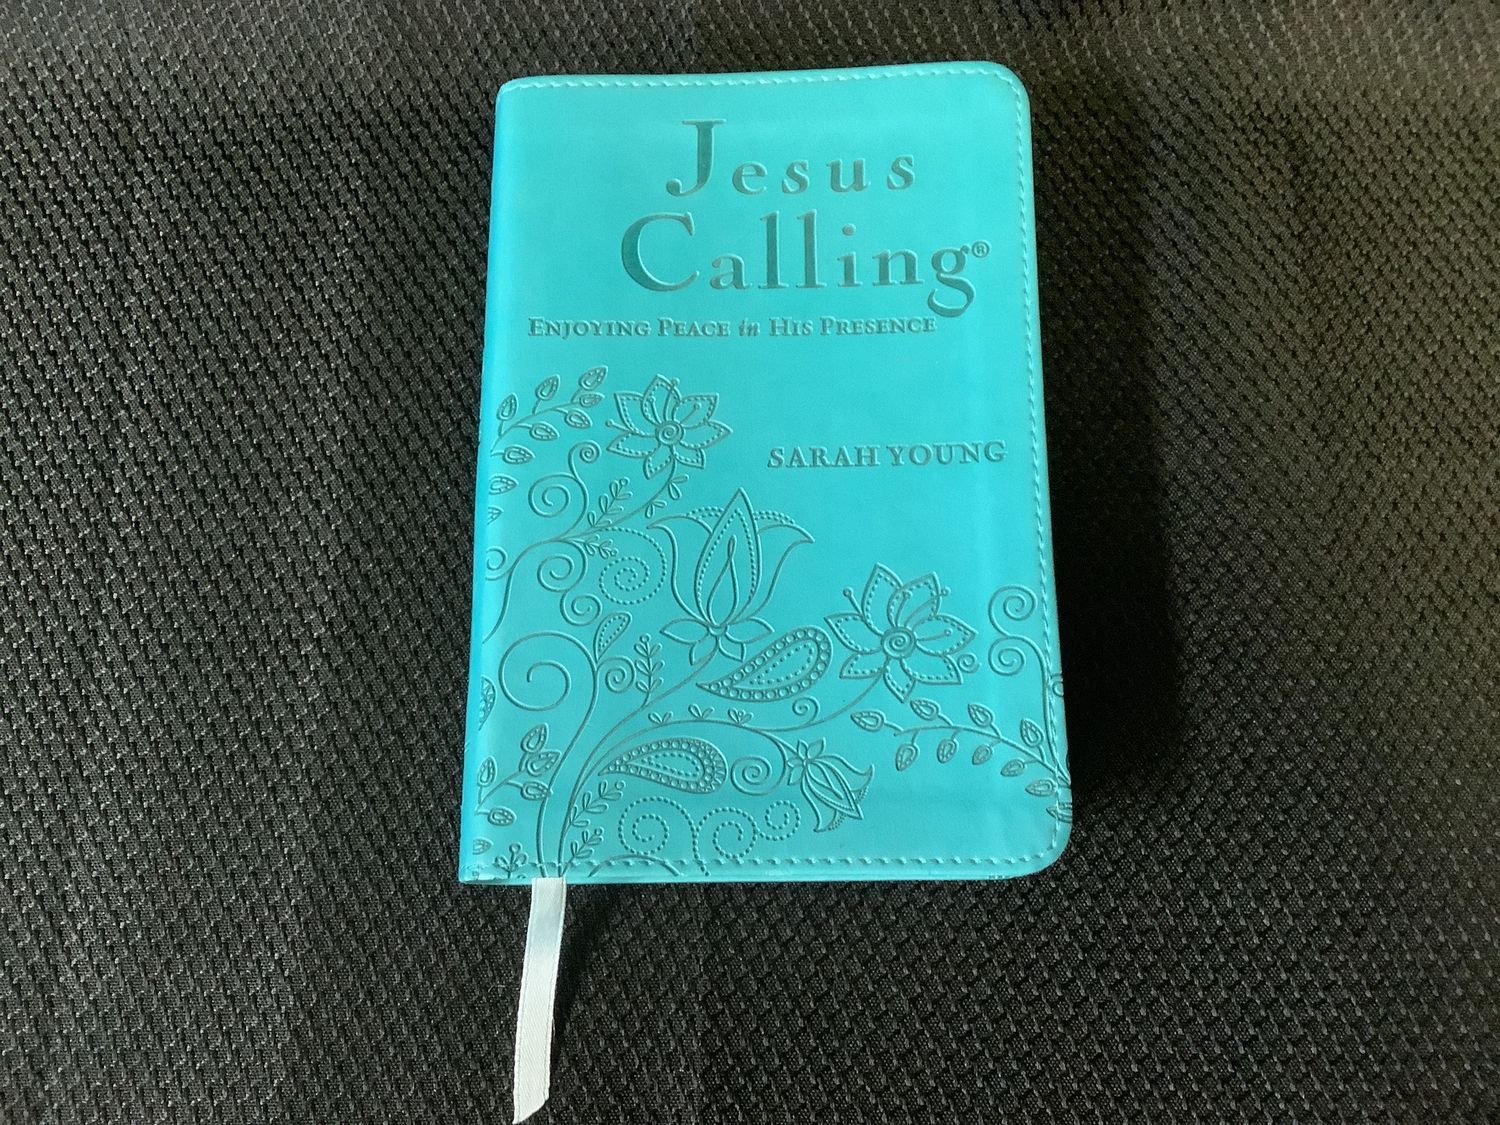 Jesus
Calling®
ENJOYING PEACE in HIS PRESENCE
SARAH YOUNG